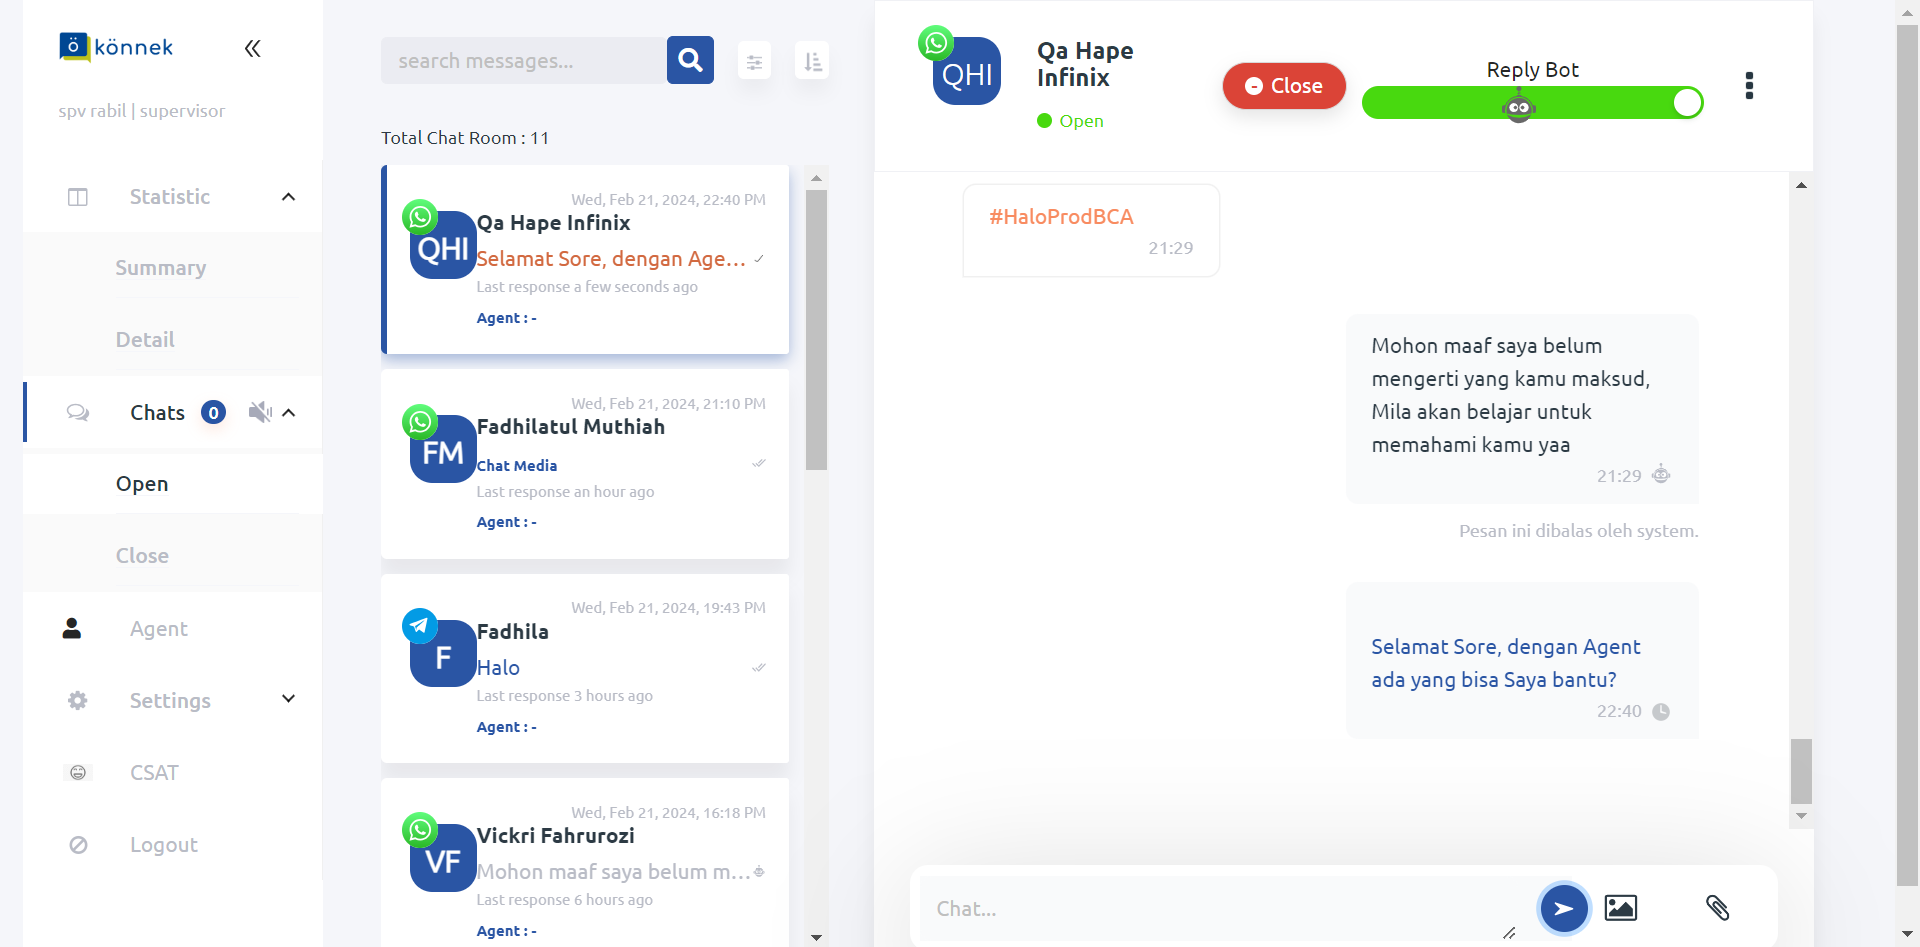 ö könnek
spv rabil | supervisor
Statistic
Summary
Detail
Chats 0
Open
Close
Agent
Settings
CSAT
Logout
search messages...
Total Chat Room : 11
Wed, Feb 21, 2024, 22:40 PM
QHI
Qa Hape Infinix
Selamat Sore, dengan Age...
Last response a few seconds ago
Agent : -
Wed, Feb 21, 2024, 21:10 PM
FM
Fadhilatul Muthiah
Chat Media
Last response an hour ago
Agent : -
Wed, Feb 21, 2024, 19:43 PM
F
Fadhila
Halo
Last response 3 hours ago
Agent : -
Wed, Feb 21, 2024, 16:18 PM
VF
Vickri Fahrurozi
Mohon maaf saya belum m...
Last response 6 hours ago
Agent : -
QHI
Qa Hape
Infinix
Open
Close
Reply Bot
#HaloProdBCA
21:29
Mohon maaf saya belum
mengerti yang kamu maksud,
Mila akan belajar untuk
memahami kamu yaa
21:29
Pesan ini dibalas oleh system.
Selamat Sore, dengan Agent
ada yang bisa Saya bantu?
22:40
Chat...